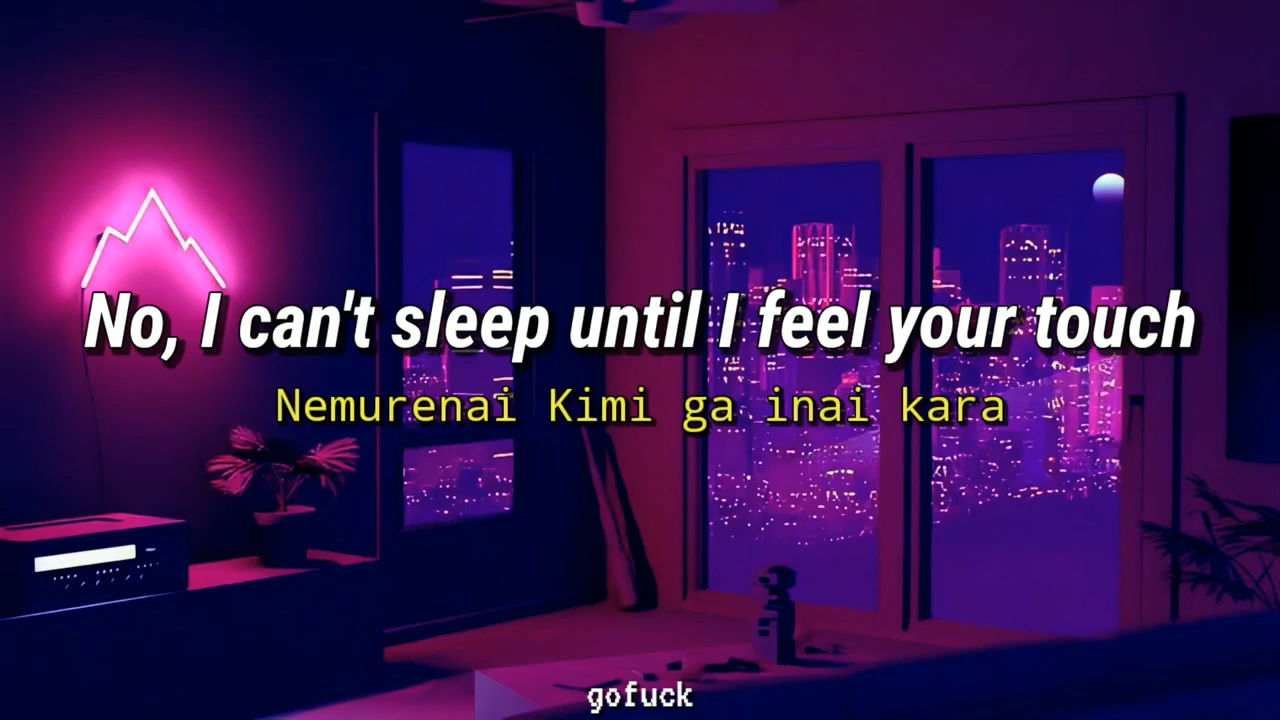 No, I can't sleep until I feel your touch
Nemurenai Kimi ga inai kara
gofuck